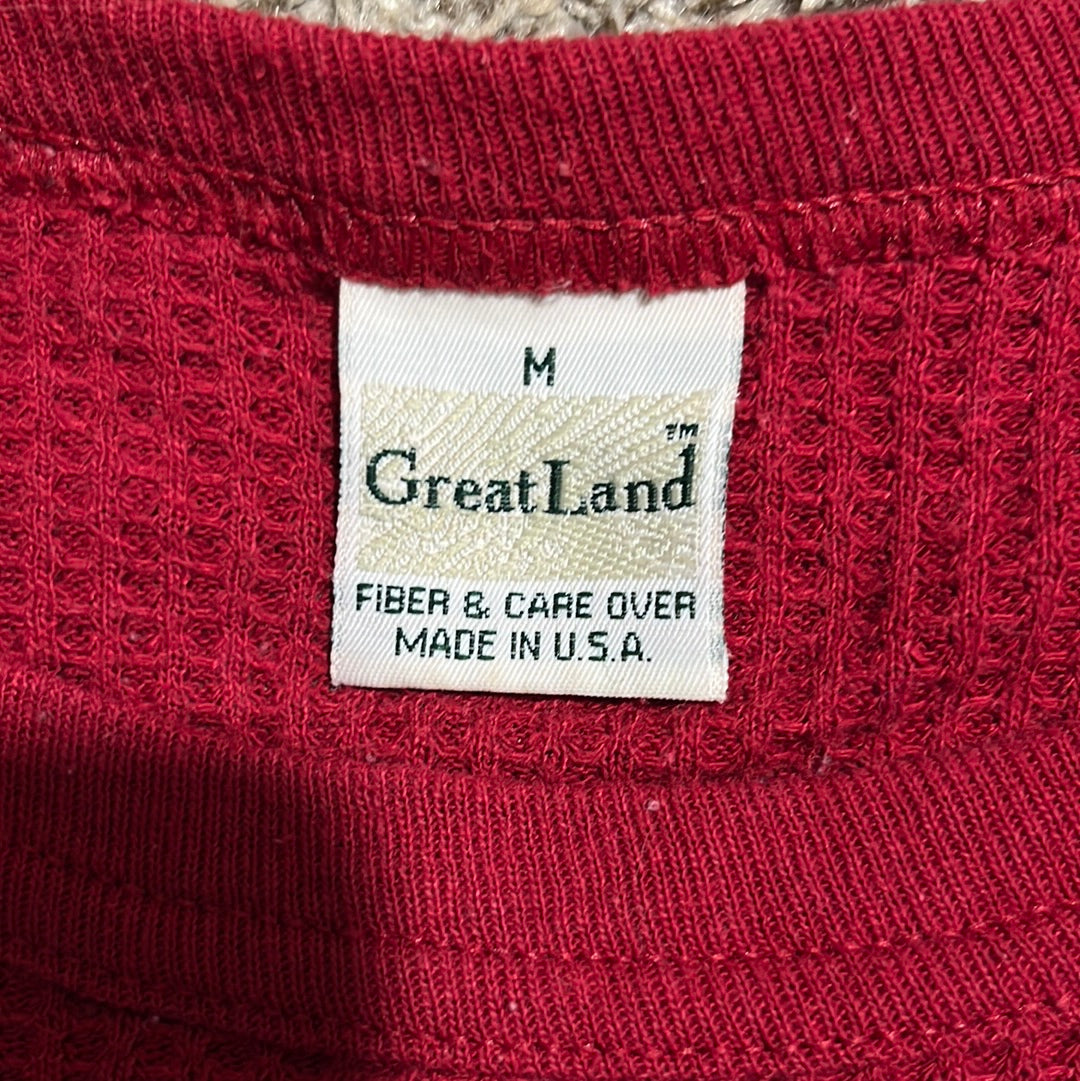 M
GreatLand™
FIBER & CARE OVER
MADE IN U.S.A.